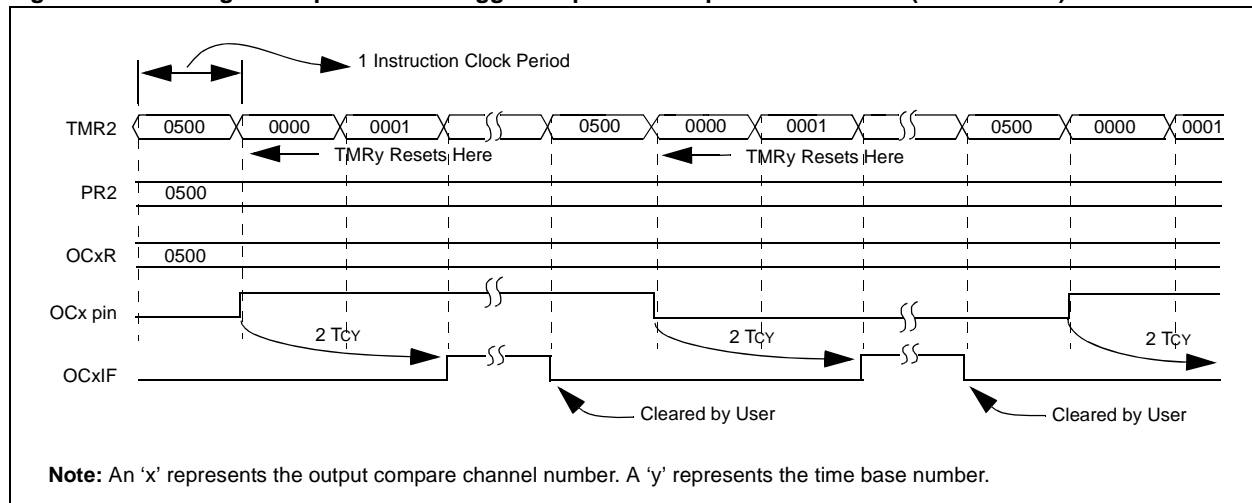 1 Instruction Clock Period
TMR2 0500 0000 0001 0500 0000 0001 0500 0000 0001
TMRy Resets Here TMRy Resets Here
PR2 0500
OCxR 0500
OCx pin
2 TCY 2 TCY 2 TCY
OCxIF
Cleared by User Cleared by User
Note: An ‘x’ represents the output compare channel number. A ‘y’ represents the time base number.